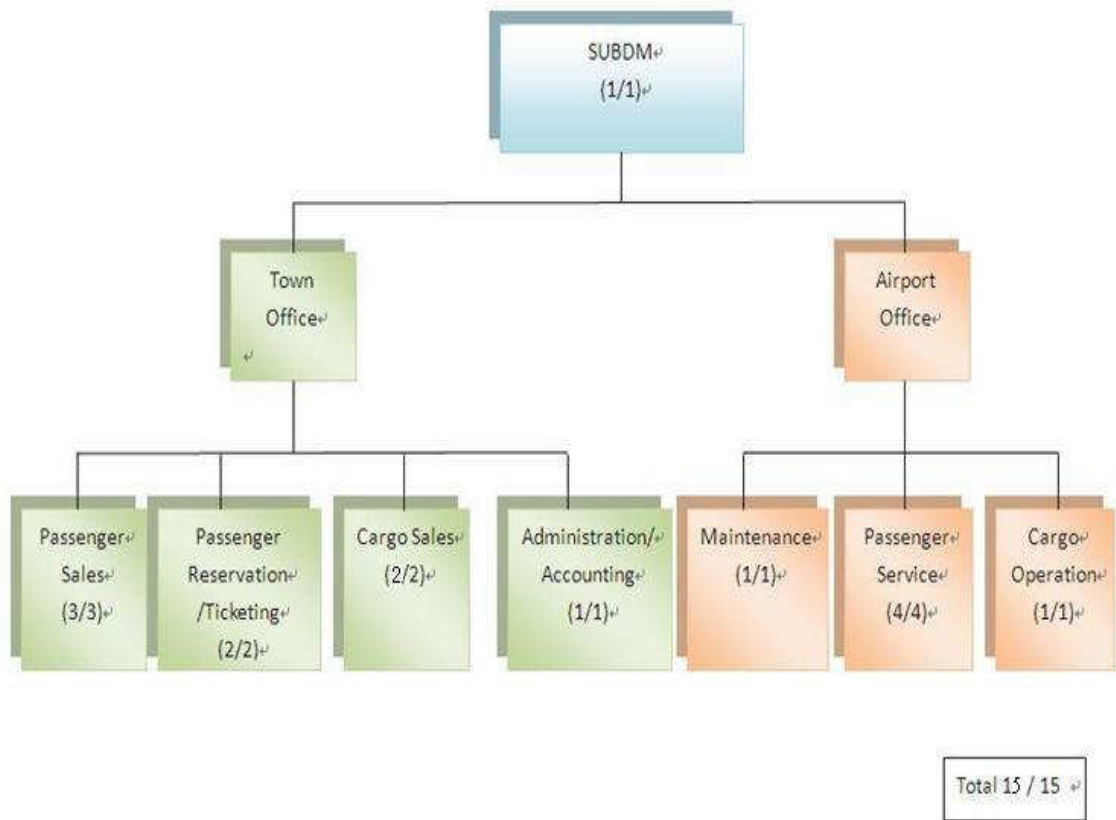 SUBDM
(1/1)
Town
Office
Airport
Office
Passenger
Sales
(3/3)
Passenger
Reservation
/Ticketing
(2/2)
Cargo Sales
(2/2)
Administration/
Accounting
(1/1)
Maintenance
(1/1)
Passenger
Service
(4/4)
Cargo
Operation
(1/1)
Total 15 / 15